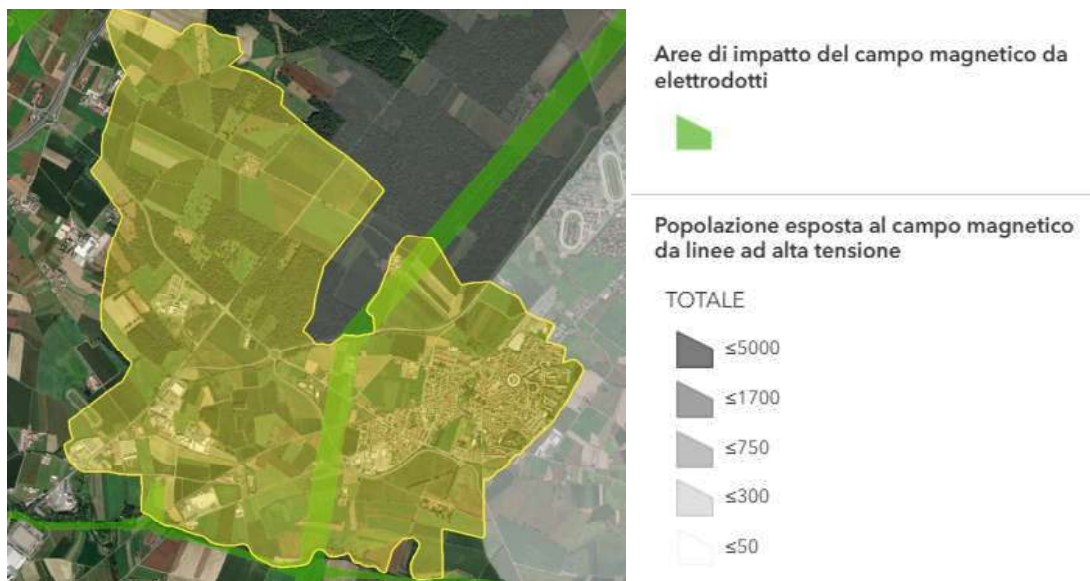 Aree di impatto del campo magnetico da
elettrodotti
Popolazione esposta al campo magnetico
da linee ad alta tensione
TOTALE
≤5000
≤1700
≤750
≤300
≤50